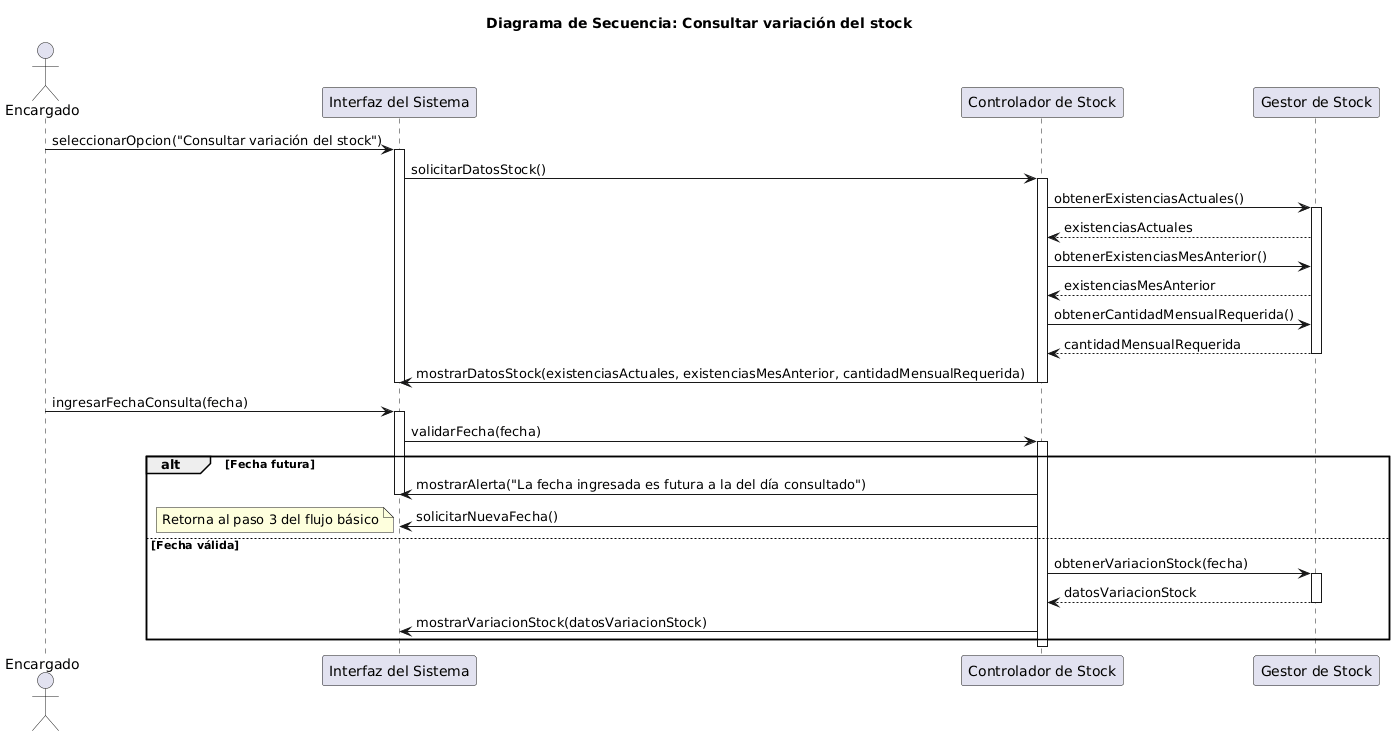 Diagrama de Secuencia: Consultar variación del stock
Encargado
Interfaz del Sistema
Controlador de Stock
Gestor de Stock
seleccionarOpcion("Consultar variación del stock")
solicitarDatosStock()
obtenerExistenciasActuales()
existenciasActuales
obtenerExistenciasMesAnterior()
existenciasMesAnterior
obtenerCantidadMensualRequerida()
cantidadMensualRequerida
mostrarDatosStock(existenciasActuales, existenciasMesAnterior, cantidadMensualRequerida)
ingresarFechaConsulta(fecha)
validarFecha(fecha)
alt
[Fecha futura]
mostrarAlerta("La fecha ingresada es futura a la del día consultado")
Retorna al paso 3 del flujo básico
solicitarNuevaFecha()
[Fecha válida]
obtenerVariacionStock(fecha)
datosVariacionStock
mostrarVariacionStock(datosVariacionStock)
Encargado
Interfaz del Sistema
Controlador de Stock
Gestor de Stock